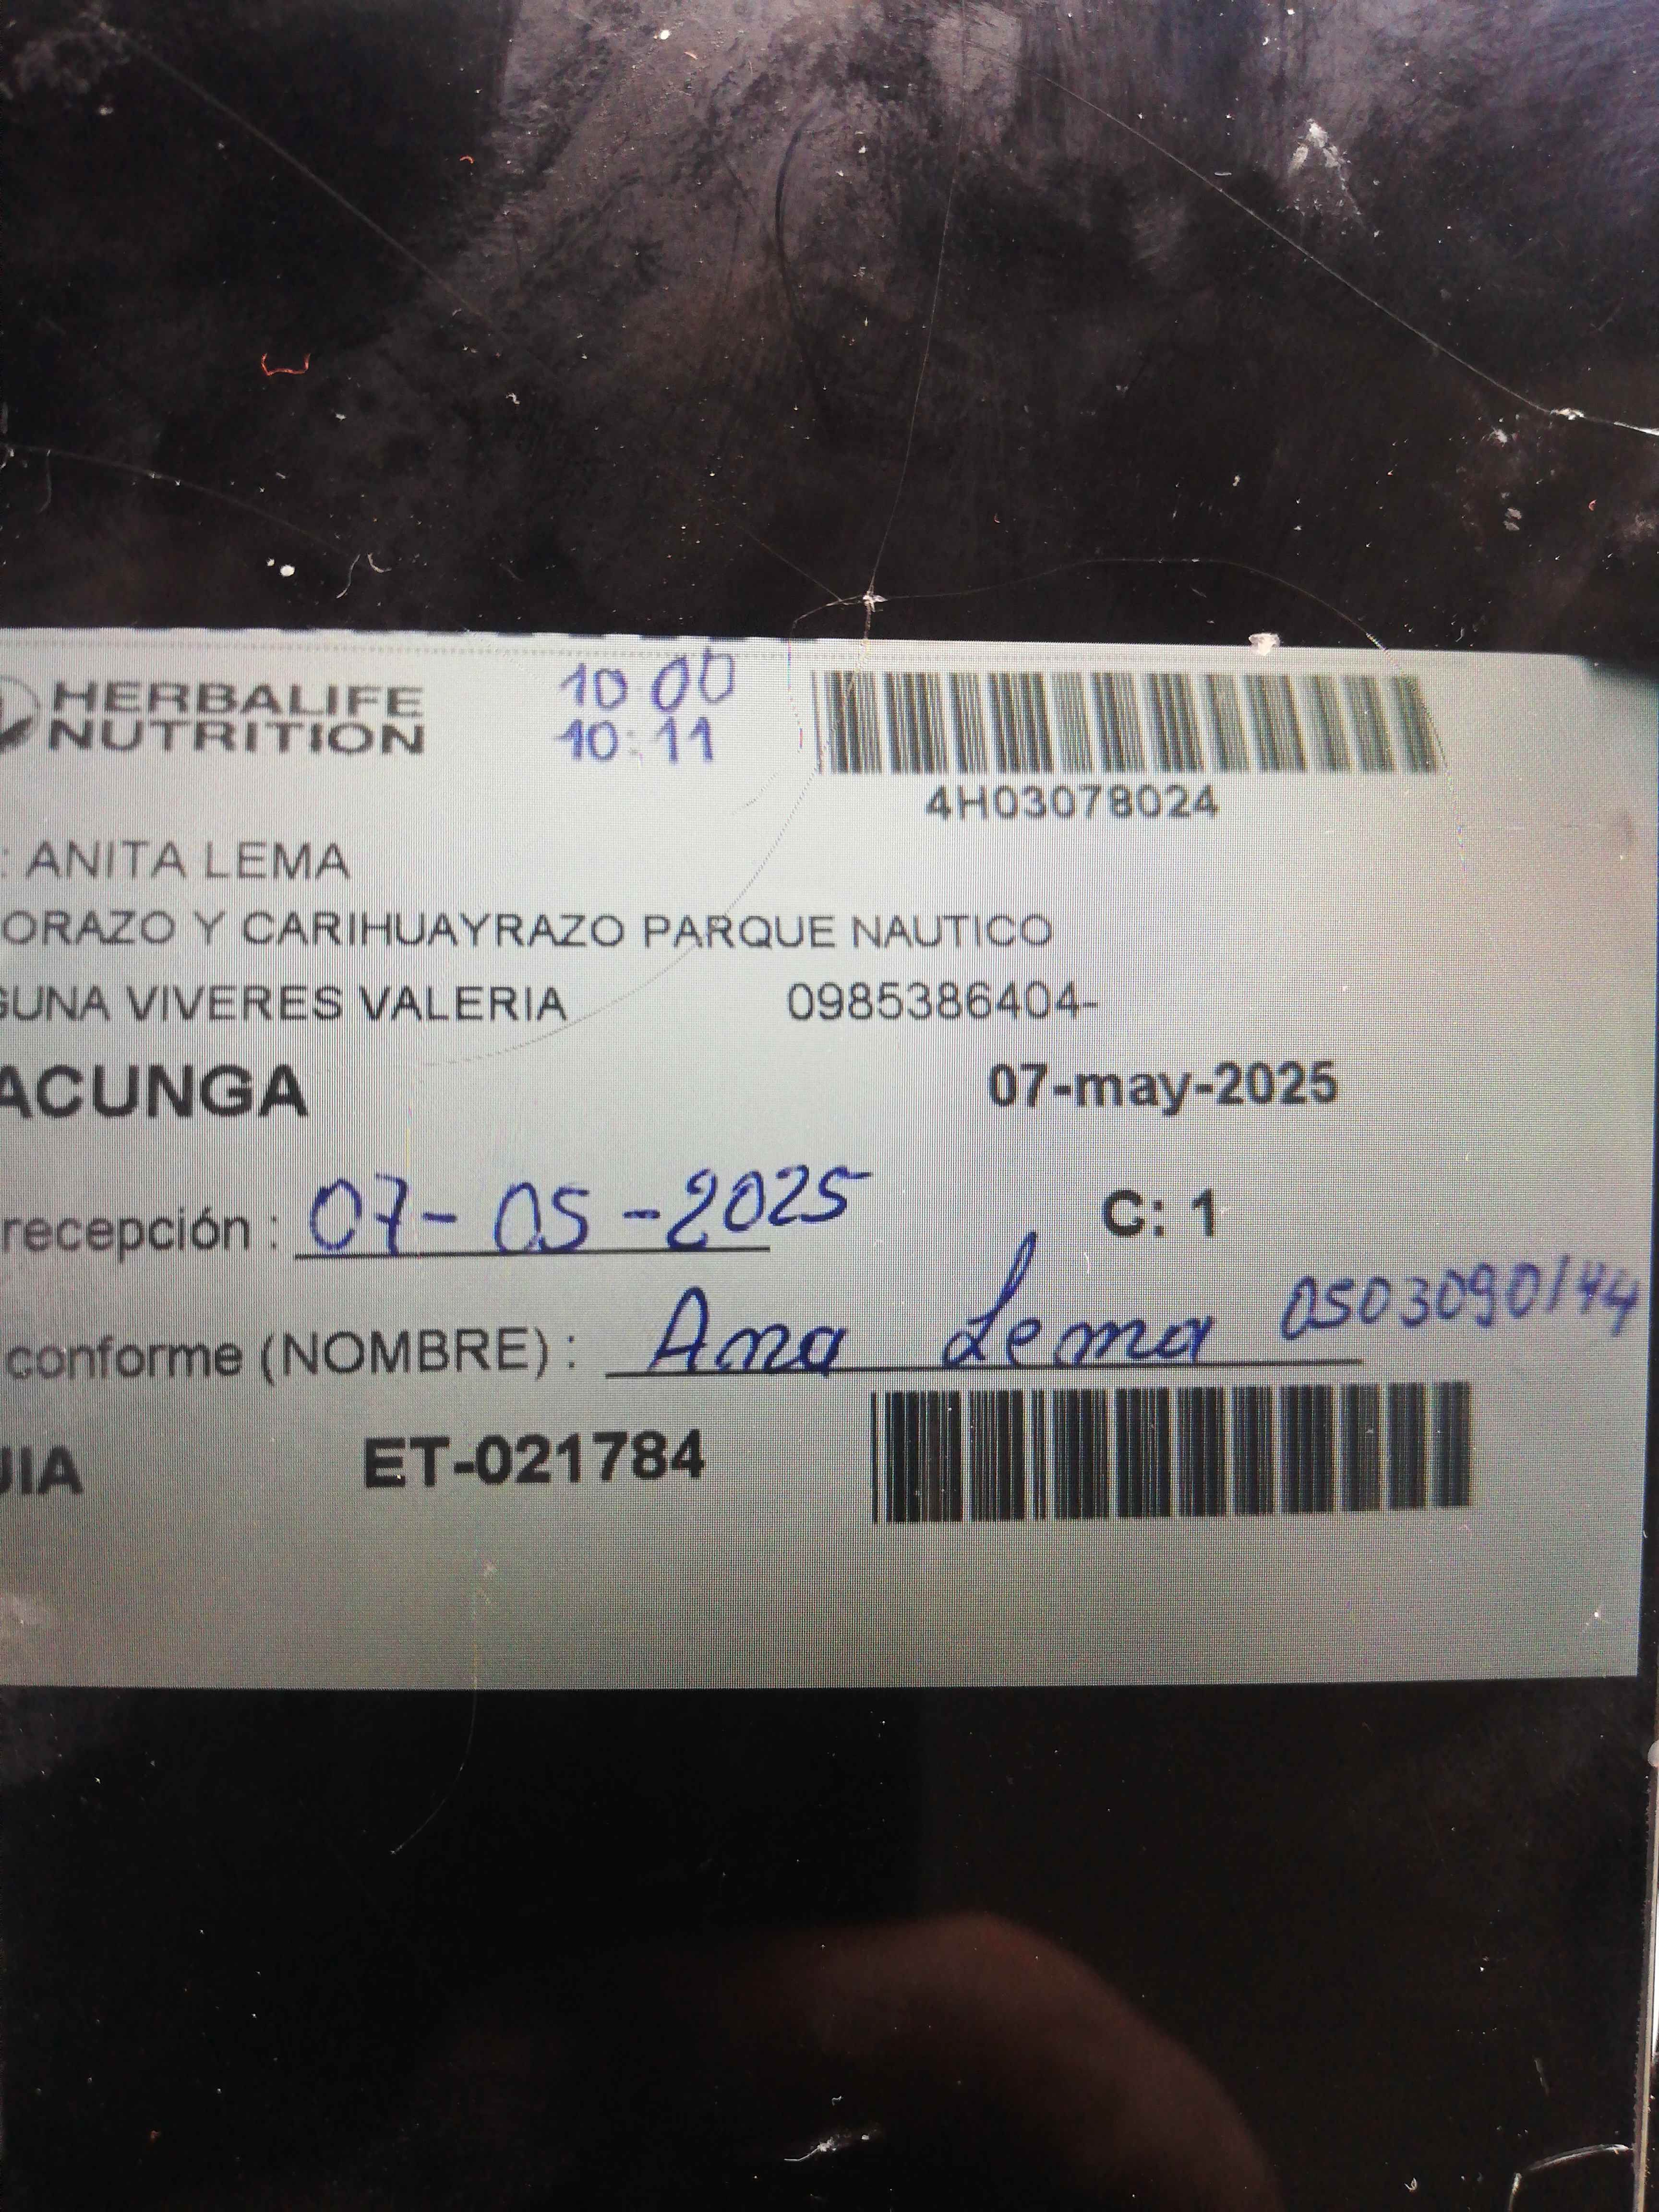 HERBALIFE
NUTRITION
10 00
10:11
4H03078024
: ANITA LEMA
ORAZO Y CARIHUAYRAZO PARQUE NAUTICO
GUNA VIVERES VALERIA 0985386404-
ACUNGA 07-may-2025
recepción : 07-05-2025 C: 1
conforme (NOMBRE) : Ana Lema 0503090144
UIA ET-021784